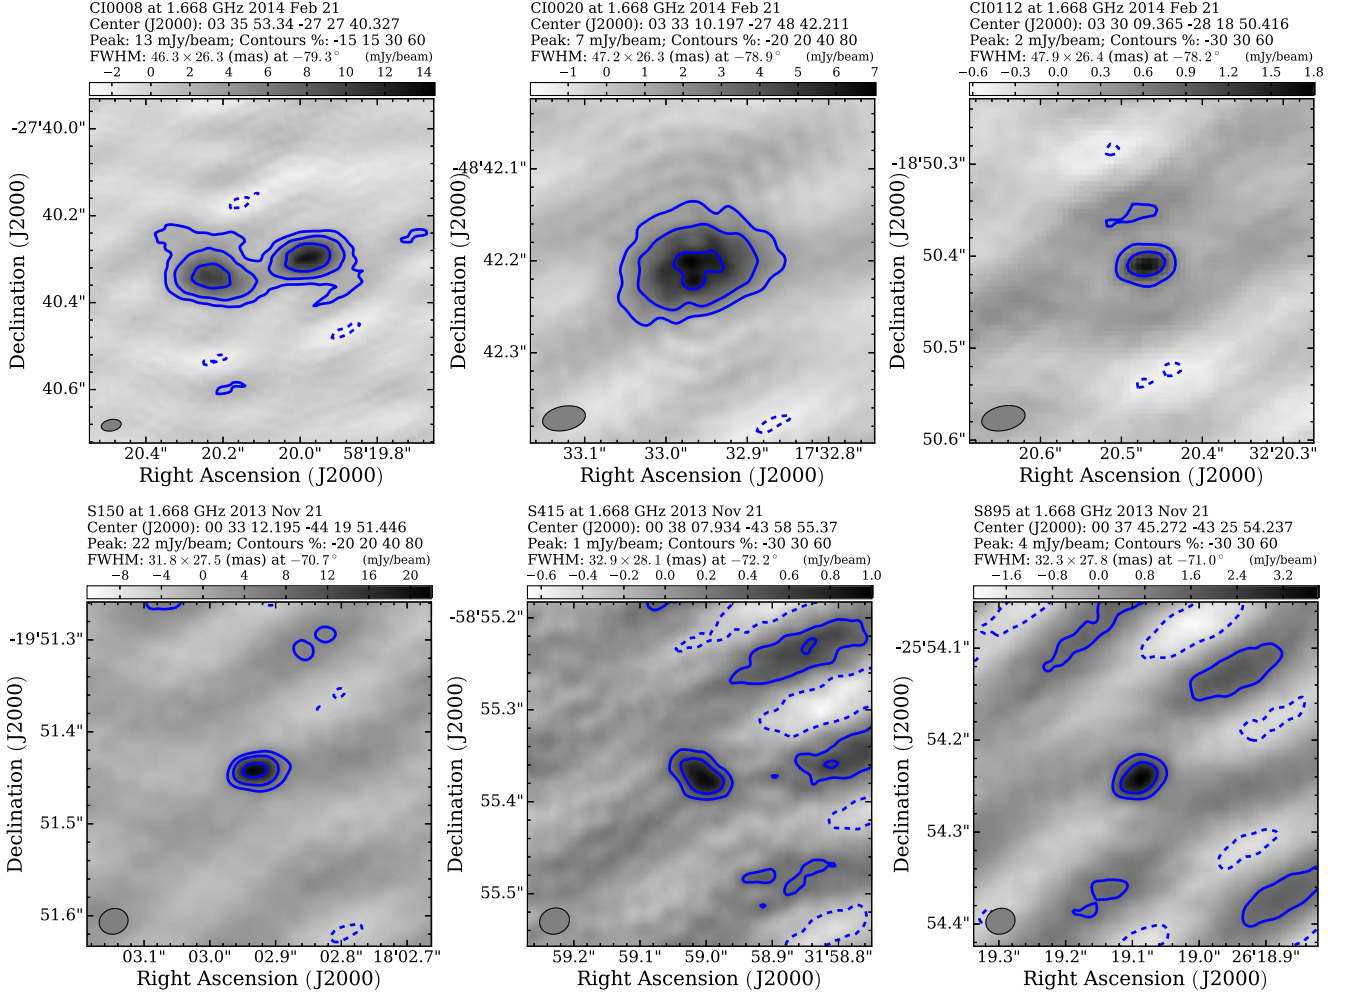 CI0008 at 1.668 GHz 2014 Feb 21
Center (J2000): 03 35 53.34 -27 27 40.327
Peak: 13 mJy/beam; Contours %: -15 15 30 60
FWHM: 46.3 × 26.3 (mas) at −79.3° (mJy/beam)
−2 0 2 4 6 8 10 12 14
-27'40.0"
40.2"
40.4"
40.6"
Declination (J2000)
20.4" 20.2" 20.0" 58'19.8"
Right Ascension (J2000)
CI0020 at 1.668 GHz 2014 Feb 21
Center (J2000): 03 33 10.197 -27 48 42.211
Peak: 7 mJy/beam; Contours %: -20 20 40 80
FWHM: 47.2 × 26.3 (mas) at −78.9° (mJy/beam)
−1 0 1 2 3 4 5 6 7
-48'42.1"
42.2"
42.3"
Declination (J2000)
33.1" 33.0" 32.9" 17'32.8"
Right Ascension (J2000)
CI0112 at 1.668 GHz 2014 Feb 21
Center (J2000): 03 30 09.365 -28 18 50.416
Peak: 2 mJy/beam; Contours %: -30 30 60
FWHM: 47.9 × 26.4 (mas) at −78.2° (mJy/beam)
−0.6 −0.3 0.0 0.3 0.6 0.9 1.2 1.5 1.8
-18'50.3"
50.4"
50.5"
50.6"
Declination (J2000)
20.6" 20.5" 20.4" 32'20.3"
Right Ascension (J2000)
S150 at 1.668 GHz 2013 Nov 21
Center (J2000): 00 33 12.195 -44 19 51.446
Peak: 22 mJy/beam; Contours %: -20 20 40 80
FWHM: 31.8 × 27.5 (mas) at −70.7° (mJy/beam)
−8 −4 0 4 8 12 16 20
-19'51.3"
51.4"
51.5"
51.6"
Declination (J2000)
03.1" 03.0" 02.9" 18'02.7"
Right Ascension (J2000)
S415 at 1.668 GHz 2013 Nov 21
Center (J2000): 00 38 07.934 -43 58 55.37
Peak: 1 mJy/beam; Contours %: -30 30 60
FWHM: 32.9 × 28.1 (mas) at −72.2° (mJy/beam)
−0.6 −0.4 −0.2 0.0 0.2 0.4 0.6 0.8 1.0
-58'55.2"
55.3"
55.4"
55.5"
Declination (J2000)
59.2" 59.0" 58.9" 31'58.8"
Right Ascension (J2000)
S895 at 1.668 GHz 2013 Nov 21
Center (J2000): 00 37 45.272 -43 25 54.237
Peak: 4 mJy/beam; Contours %: -30 30 60
FWHM: 32.3 × 27.8 (mas) at −71.0° (mJy/beam)
−1.6 −0.8 0.0 0.8 1.6 2.4 3.2
-25'54.1"
54.2"
54.3"
54.4"
Declination (J2000)
19.3" 19.2" 19.1" 19.0" 26'18.9"
Right Ascension (J2000)